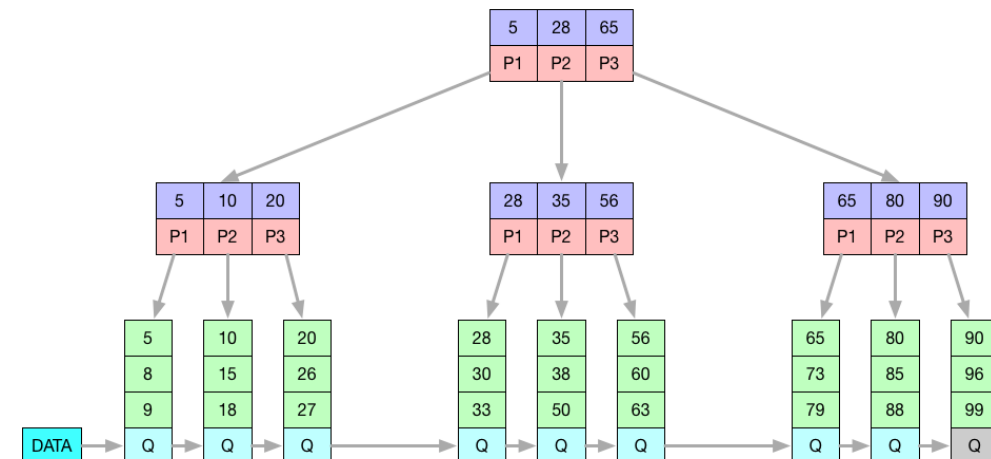 5 28 65
P1 P2 P3
5 10 20 28 35 56 65 80 90
P1 P2 P3 P1 P2 P3 P1 P2 P3
5 10 20 28 35 56 65 80 90
8 15 26 30 38 60 73 85 96
9 18 27 33 50 63 79 88 99
DATA Q Q Q Q Q Q Q Q Q